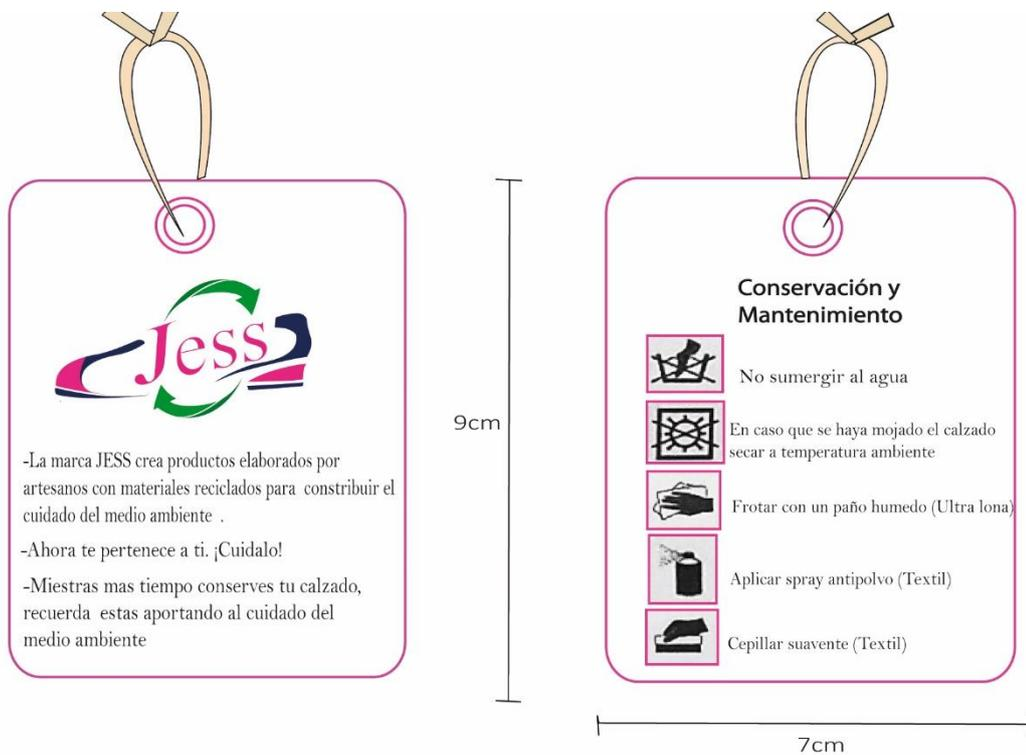 Jess
-La marca JESS crea productos elaborados por
artesanos con materiales reciclados para constribuir el
cuidado del medio ambiente .
-Ahora te pertenece a ti. ¡Cuidalo!
-Miestras mas tiempo conserves tu calzado,
recuerda estas aportando al cuidado del
medio ambiente
9cm
Conservación y
Mantenimiento
No sumergir al agua
En caso que se haya mojado el calzado
secar a temperatura ambiente
Frotar con un paño humedo (Ultra lona)
Aplicar spray antipolvo (Textil)
Cepillar suavente (Textil)
7cm